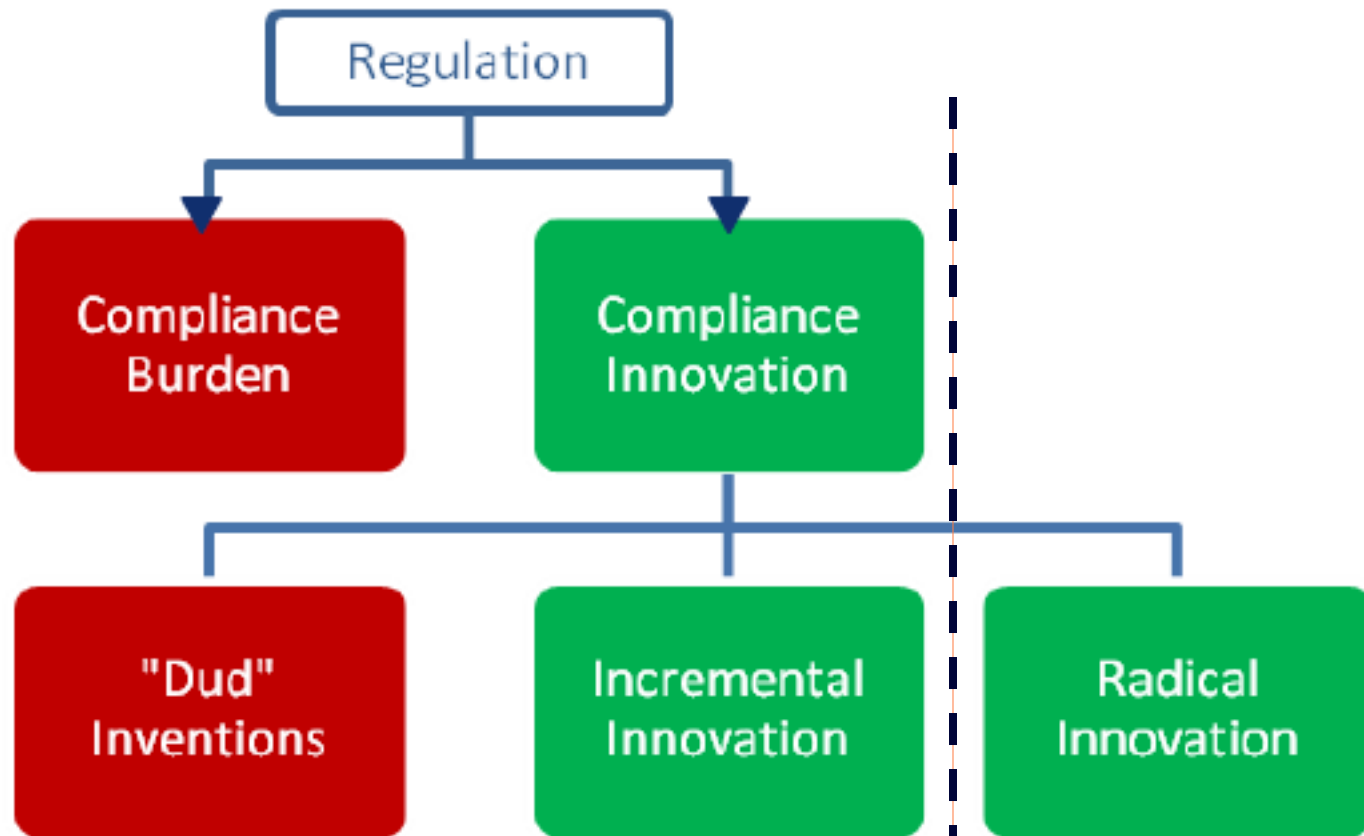 Regulation
Compliance
Burden
Compliance
Innovation
"Dud"
Inventions
Incremental
Innovation
Radical
Innovation